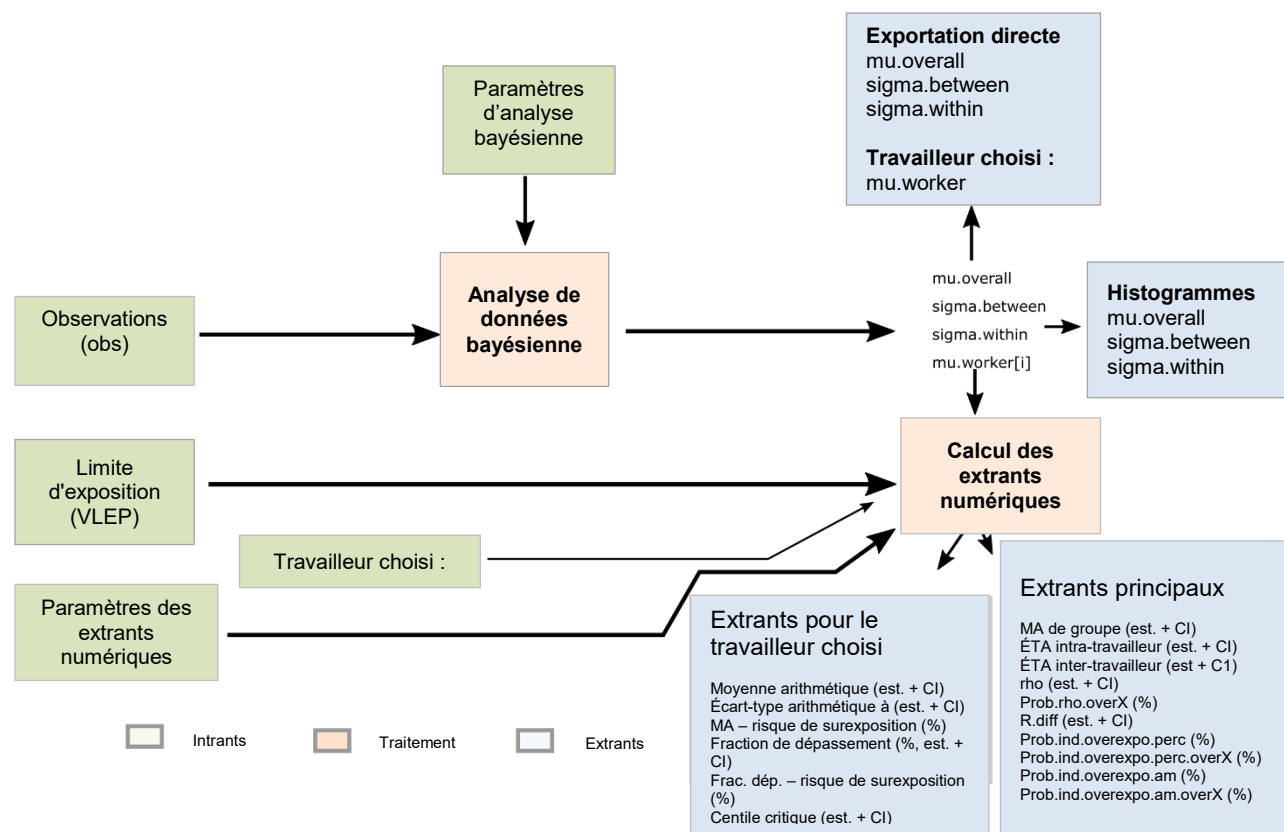 Exportation directe
mu.overall
sigma.between
sigma.within
Travailleur choisi :
mu.worker
Paramètres
d’analyse
bayésienne
Observations
(obs)
Analyse de
données
bayésienne
mu.overall
sigma.between
sigma.within
mu.worker[i]
Histogrammes
mu.overall
sigma.between
sigma.within
Limite
d'exposition
(VLEP)
Calcul des
extrants
numériques
Travailleur choisi :
Paramètres des
extrants
numériques
Extrants pour le
travailleur choisi
Moyenne arithmétique (est. + CI)
Écart-type arithmétique à (est. + CI)
MA – risque de surexposition (%)
Fraction de dépassement (%, est. +
CI)
Frac. dép. – risque de surexposition
(%)
Centile critique (est. + CI)
Extrants principaux
MA de groupe (est. + CI)
ÉTA intra-travailleur (est. + CI)
ÉTA inter-travailleur (est + C1)
rho (est. + CI)
Prob.rho.overX (%)
R.diff (est. + CI)
Prob.ind.overexpo.perc (%)
Prob.ind.overexpo.perc.overX (%)
Prob.ind.overexpo.am (%)
Prob.ind.overexpo.am.overX (%)
Intrants
Traitement
Extrants